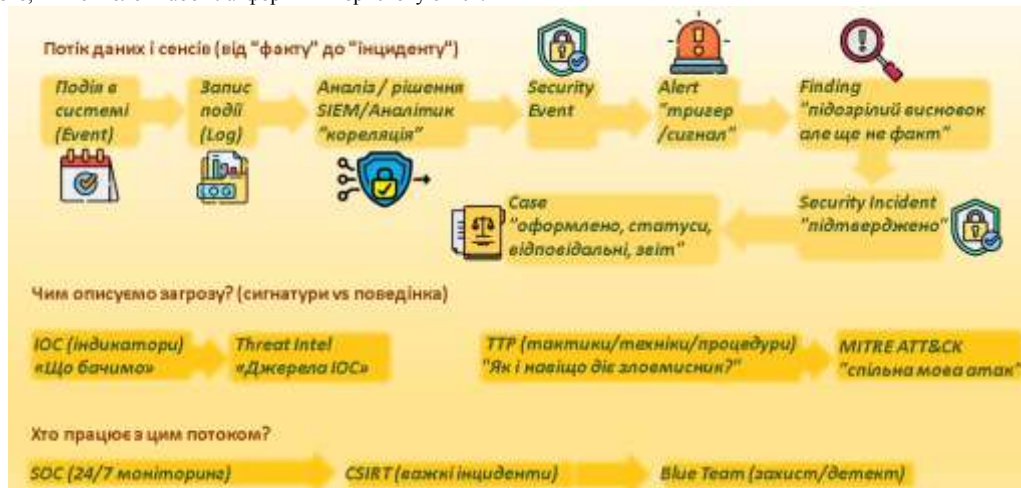 Потік даних і сенсів (від "факту" до "інциденту")
Подія в
системі
(Event)
Запис
події
(Log)
Аналіз / рішення
SIEM/Аналітик
"кореляція"
Security
Event
Alert
"тригер
/сигнал"
Finding
"підозрілий висновок
але ще не факт"
Security Incident
"підтверджено"
Case
"оформлено, статуси,
відповідальні, звіт"
Чим описуємо загрозу? (сигнатури vs поведінка)
IOC (індикатори)
«Що бачимо»
Threat Intel
«Джерела IOC»
TTP (тактики/техніки/процедури)
"Як і навіщо діє зловмисник?"
MITRE ATT&CK
"спільна мова атак"
Хто працює з цим потоком?
SOC (24/7 моніторинг)
CSIRT (важкі інциденти)
Blue Team (захист/детект)